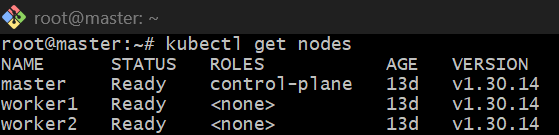 root@master: ~
root@master:~# kubectl get nodes
NAME STATUS ROLES AGE VERSION
master Ready control-plane 13d v1.30.14
worker1 Ready <none> 13d v1.30.14
worker2 Ready <none> 13d v1.30.14